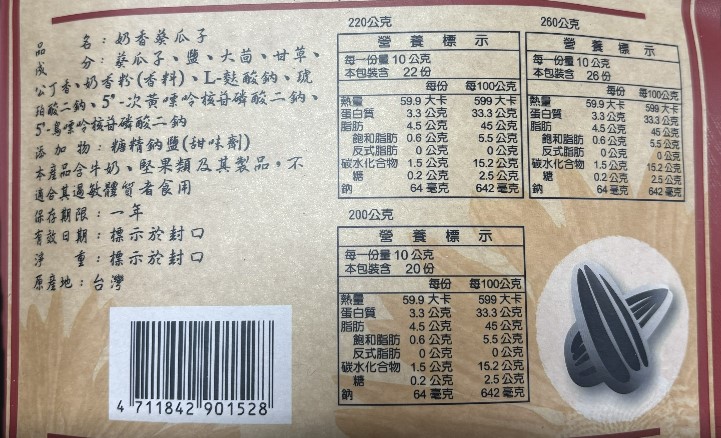 品　　名：奶香葵瓜子
成　　分：葵瓜子、鹽、大茴、甘草、
公丁香、奶香粉(香料)、L-麩酸鈉、琥
珀酸二鈉、5"-次黃嘌呤核苷磷酸二鈉、
5"-鳥嘌呤核苷磷酸二鈉
添 加 物：糖精鈉鹽(甜味劑)
本產品含牛奶、堅果類及其製品，不
適合其過敏體質者食用
保存期限：一年
有效日期：標示於封口
淨　　重：標示於封口
原產地：台灣
4 711842 901528
220公克
營 養 標 示
每一份量 10 公克
本包裝含 22 份
每份 每100公克
熱量 59.9 大卡 599 大卡
蛋白質 3.3 公克 33.3 公克
脂肪 4.5 公克 45 公克
飽和脂肪 0.6 公克 5.5 公克
反式脂肪 0 公克 0 公克
碳水化合物 1.5 公克 15.2 公克
糖 0.2 公克 2.5 公克
鈉 64 毫克 642 毫克
260公克
營 養 標 示
每一份量 10 公克
本包裝含 26 份
每份 每100公克
熱量 59.9 大卡 599 大卡
蛋白質 3.3 公克 33.3 公克
脂肪 4.5 公克 45 公克
飽和脂肪 0.6 公克 5.5 公克
反式脂肪 0 公克 0 公克
碳水化合物 1.5 公克 15.2 公克
糖 0.2 公克 2.5 公克
鈉 64 毫克 642 毫克
200公克
營 養 標 示
每一份量 10 公克
本包裝含 20 份
每份 每100公克
熱量 59.9 大卡 599 大卡
蛋白質 3.3 公克 33.3 公克
脂肪 4.5 公克 45 公克
飽和脂肪 0.6 公克 5.5 公克
反式脂肪 0 公克 0 公克
碳水化合物 1.5 公克 15.2 公克
糖 0.2 公克 2.5 公克
鈉 64 毫克 642 毫克